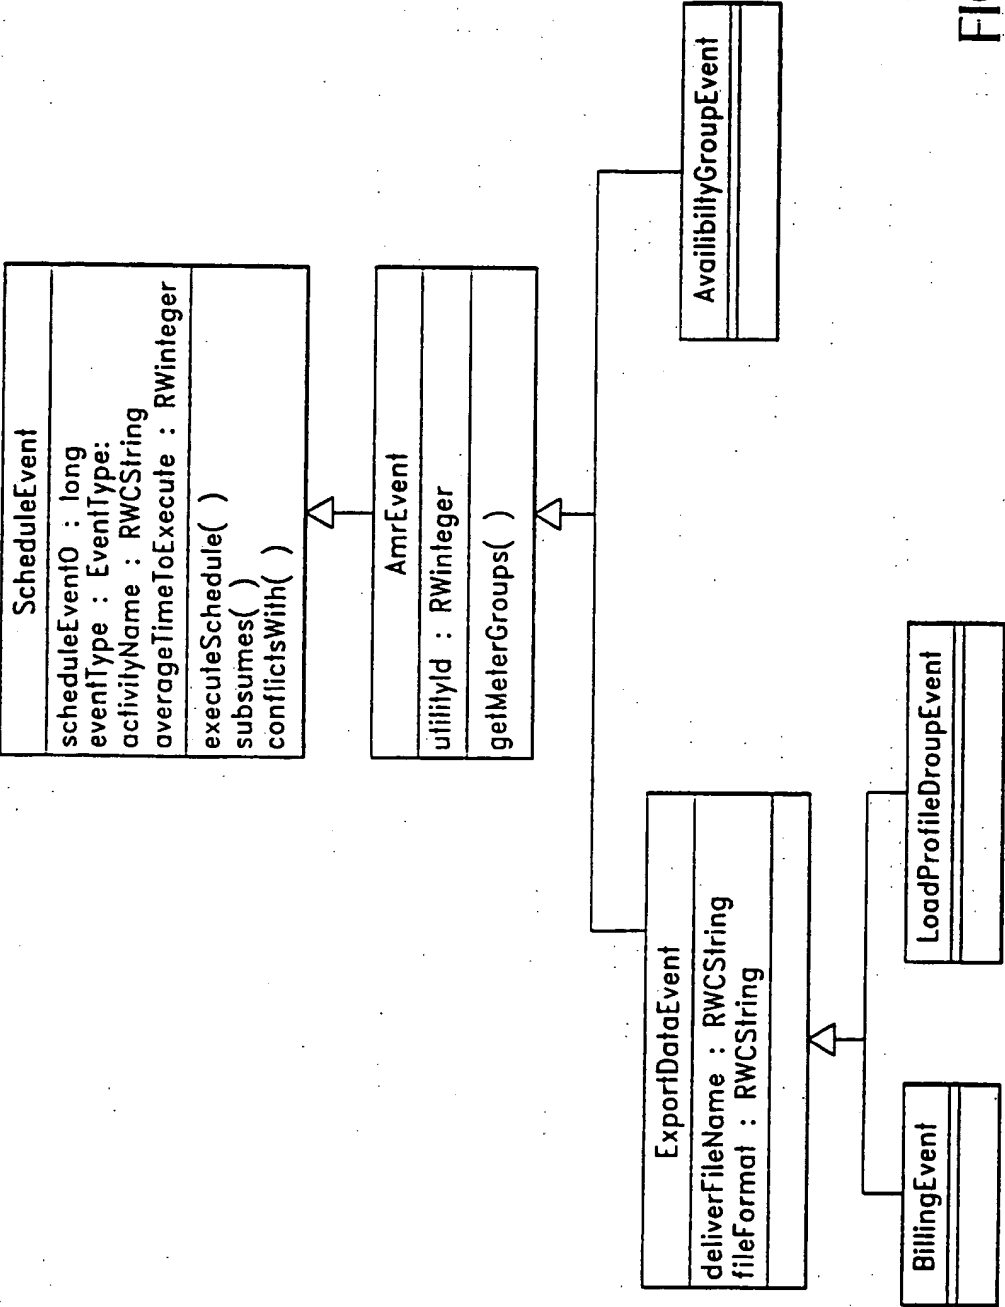 ScheduleEvent
scheduleEventO : long
eventType : EventType:
activityName : RWCString
averageTimeToExecute : RWinteger
executeSchedule( )
subsumes( )
conflictsWith( )
AmrEvent
utilityId : RWinteger
getMeterGroups( )
ExportDataEvent
deliverFileName : RWCString
fileFormat : RWCString
AvailibiltyGroupEvent
BillingEvent
LoadProfileDroupEvent